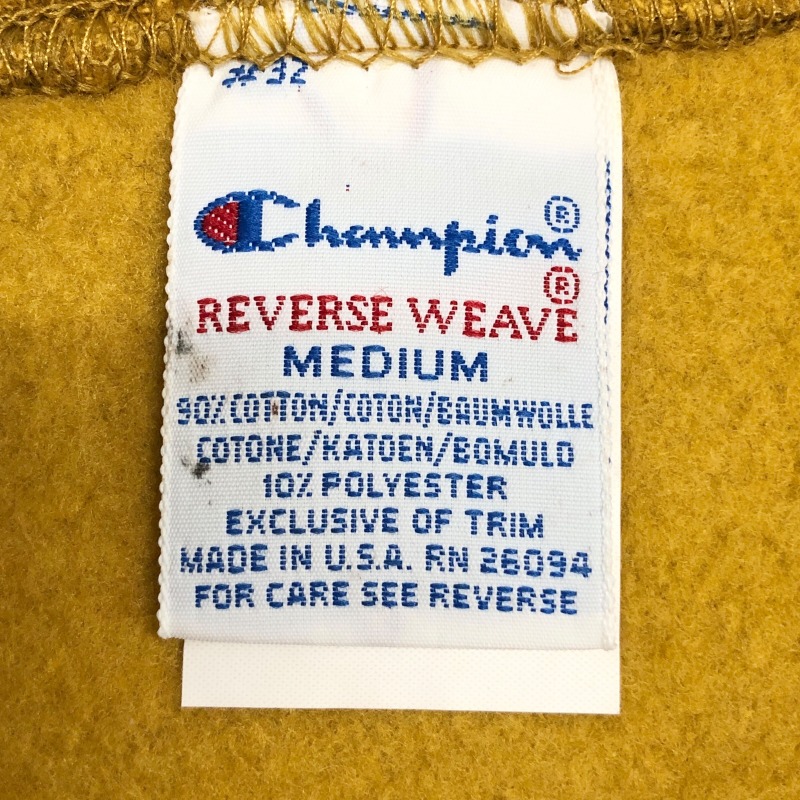 # 32
Champion®
REVERSE WEAVE®
MEDIUM
90% COTTON/COTON/BAUMWOLLE
COTONE/KATOEN/BOMULD
10% POLYESTER
EXCLUSIVE OF TRIM
MADE IN U.S.A. RN 26094
FOR CARE SEE REVERSE